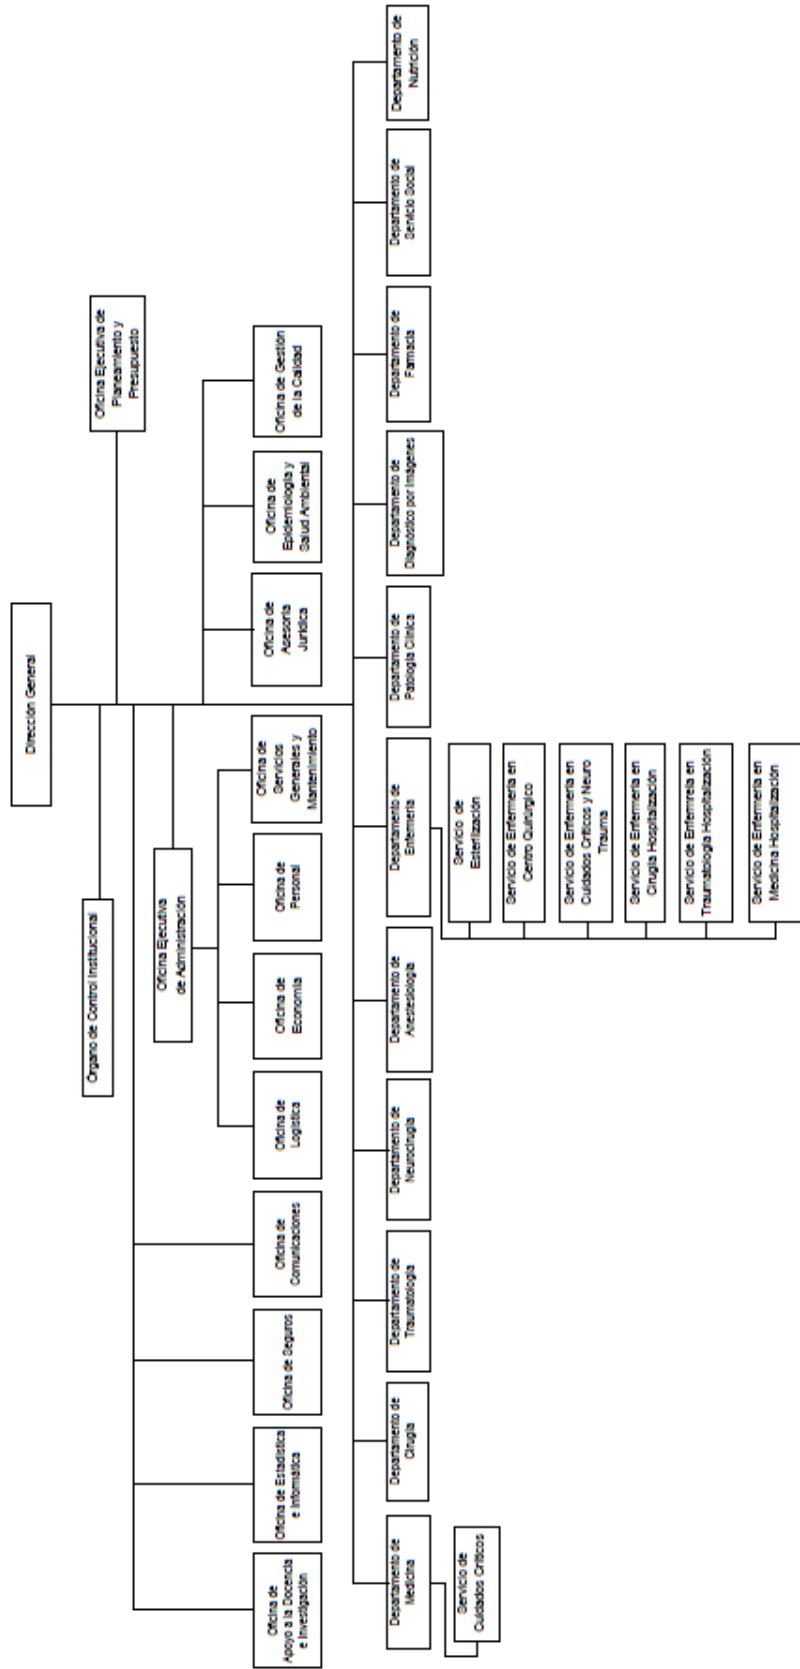 Dirección General
Órgano de Control Institucional
Oficina Ejecutiva de
Planeamiento y
Presupuesto
Oficina Ejecutiva
de Administración
Oficina de
Apoyo a la Docencia
e Investigación
Oficina de Estadística
e Informática
Oficina de Seguros
Oficina de
Comunicaciones
Oficina de
Logística
Oficina de
Economía
Oficina de
Personal
Oficina de
Servicios
Generales y
Mantenimiento
Oficina de
Asesoría
Jurídica
Oficina de
Epidemiología y
Salud Ambiental
Oficina de Gestión
de la Calidad
Departamento de
Medicina
Departamento de
Cirugía
Departamento de
Traumatología
Departamento de
Neurocirugía
Departamento de
Anestesiología
Departamento de
Enfermería
Departamento de
Patología Clínica
Departamento de
Diagnóstico por Imágenes
Departamento de
Farmacia
Departamento de
Servicio Social
Departamento de
Nutrición
Servicio de
Cuidados Críticos
Servicio de
Esterilización
Servicio de Enfermería en
Centro Quirúrgico
Servicio de Enfermería en
Cuidados Críticos y Neuro
Trauma
Servicio de Enfermería en
Cirugía Hospitalización
Servicio de Enfermreía en
Traumatología Hospitalización
Servicio de Enfermería en
Medicina Hospitalización